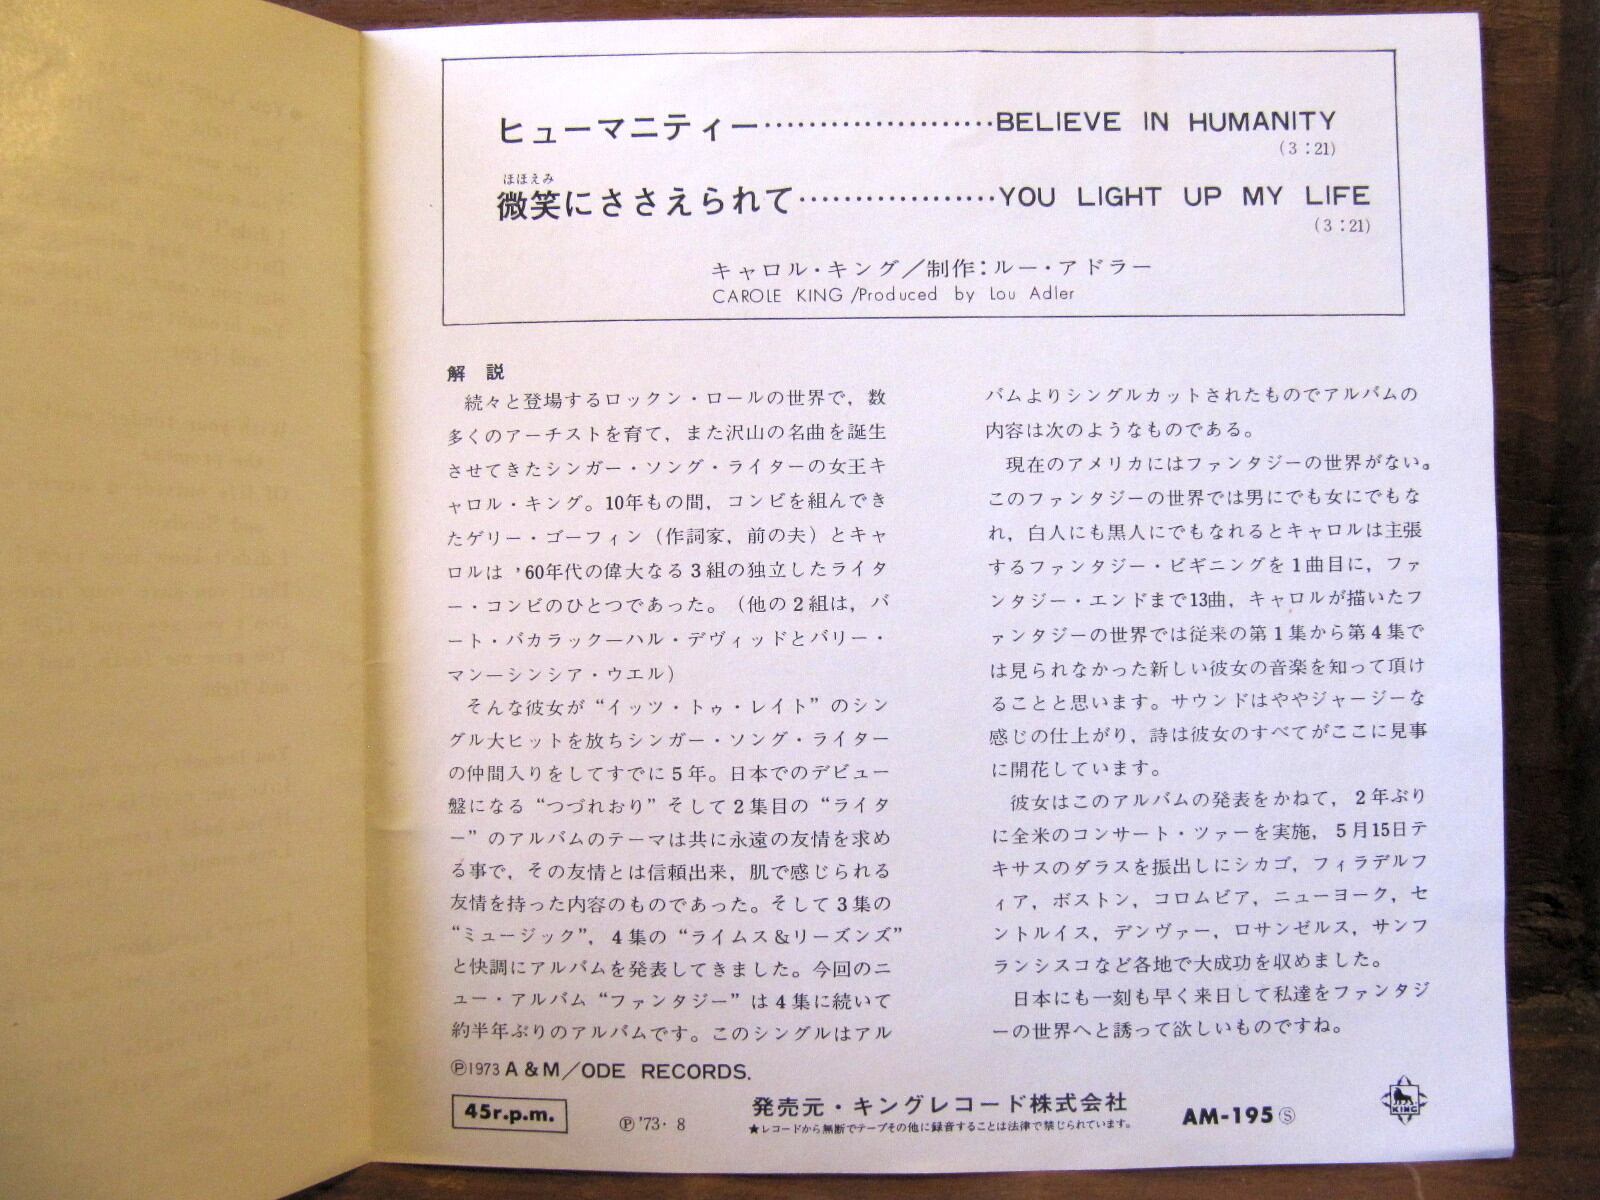 ヒューマニティー…………………BELIEVE IN HUMANITY
(3:21)
ほほえみ
微笑にささえられて…………………YOU LIGHT UP MY LIFE
(3:21)
キャロル・キング／制作：ルー・アドラー
CAROLE KING/Produced by Lou Adler
解 説
続々と登場するロックン・ロールの世界で，数
多くのアーチストを育て，また沢山の名曲を誕生
させてきたシンガー・ソング・ライターの女王キ
ャロル・キング。10年もの間，コンビを組んでき
たゲリー・ゴーフィン（作詞家，前の夫）とキャ
ロルは '60年代の偉大なる3組の独立したライタ
ー・コンビのひとつであった。（他の2組は，バ
ート・バカラック―ハル・デヴィッドとバリー・
マン―シンシア・ウエル）
そんな彼女が“イッツ・トゥ・レイト”のシン
グル大ヒットを放ちシンガー・ソング・ライター
の仲間入りをしてすでに5年。日本でのデビュー
盤になる“つづれおり”そして2集目の“ライタ
ー”のアルバムのテーマは共に永遠の友情を求め
る事で，その友情とは信頼出来，肌で感じられる
友情を持った内容のものであった。そして3集の
“ミュージック”，4集の“ライムス&リーズンズ”
と快調にアルバムを発表してきました。今回のニ
ュー・アルバム“ファンタジー”は4集に続いて
約半年ぶりのアルバムです。このシングルはアル
バムよりシングルカットされたものでアルバムの
内容は次のようなものである。
現在のアメリカにはファンタジーの世界がない。
このファンタジーの世界では男にでも女にでもな
れ，白人にも黒人にでもなれるとキャロルは主張
するファンタジー・ビギニングを1曲目に，ファ
ンタジー・エンドまで13曲，キャロルが描いたフ
ァンタジーの世界では従来の第1集から第4集で
は見られなかった新しい彼女の音楽を知って頂け
ることと思います。サウンドはややジャージーな
感じの仕上がり，詩は彼女のすべてがここに見事
に開花しています。
彼女はこのアルバムの発表をかねて，2年ぶり
に全米のコンサート・ツァーを実施，5月15日テ
キサスのダラスを振出しにシカゴ，フィラデルフ
ィア，ボストン，コロムビア，ニューヨーク，セ
ントルイス，デンヴァー，ロサンゼルス，サンフ
ランシスコなど各地で大成功を収めました。
日本にも一刻も早く来日して私達をファンタジ
ーの世界へと誘って欲しいものですね。
Ⓟ1973 A & M／ODE RECORDS.
45r.p.m.
Ⓟ '73・8
発売元・キングレコード株式会社
★レコードから無断でテープその他に録音することは法律で禁じられています。
AM-195 Ⓢ
KING